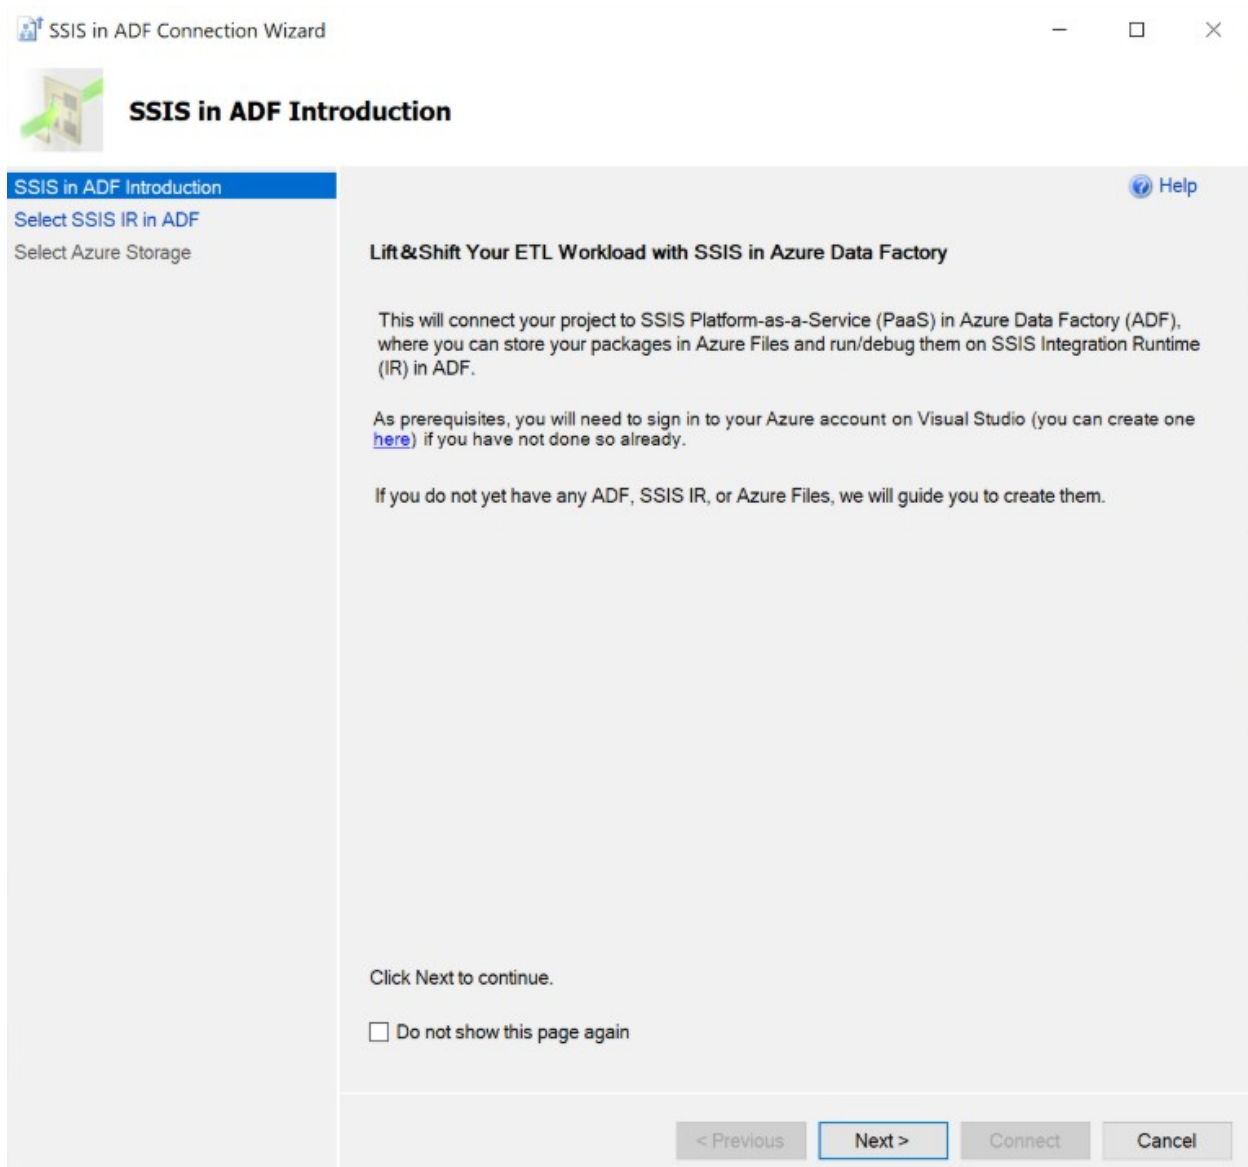 SSIS in ADF Connection Wizard
SSIS in ADF Introduction
SSIS in ADF Introduction
Select SSIS IR in ADF
Select Azure Storage
Help
Lift&Shift Your ETL Workload with SSIS in Azure Data Factory
This will connect your project to SSIS Platform-as-a-Service (PaaS) in Azure Data Factory (ADF),
where you can store your packages in Azure Files and run/debug them on SSIS Integration Runtime
(IR) in ADF.
As prerequisites, you will need to sign in to your Azure account on Visual Studio (you can create one
here) if you have not done so already.
If you do not yet have any ADF, SSIS IR, or Azure Files, we will guide you to create them.
Click Next to continue.
Do not show this page again
< Previous
Next >
Connect
Cancel